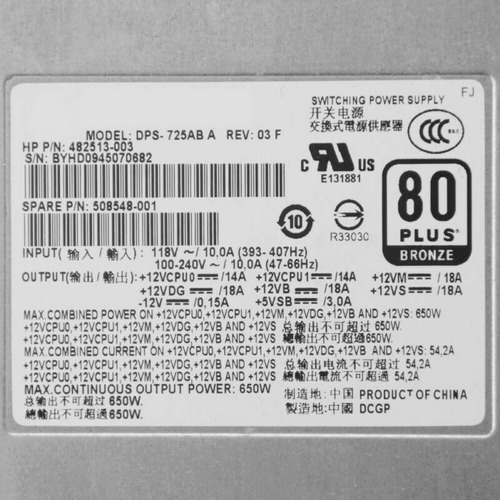 FJ
SWITCHING POWER SUPPLY
开关电源
交換式電源供應器
MODEL: DPS-725AB A REV: 03 F
HP P/N: 482513-003
S/N: BYHD0945070682
CCC
C UL US
E131881
80
PLUS
BRONZE
SPARE P/N: 508548-001
10
R33030
INPUT( 输入 / 輸入 ): 118V ~/ 10,0A (393- 407Hz)
100-240V ~/ 10,0A (47-66Hz)
OUTPUT(输出 / 輸出): +12VCPU0⎓/14A +12VCPU1⎓/14A +12VM⎓/18A
+12VDG⎓/18A +12VB⎓/18A +12VS⎓/18A
-12V⎓/0,15A +5VSB⎓/3,0A
MAX.COMBINED POWER ON +12VCPU0,+12VCPU1,+12VM,+12VDG,+12VB AND +12VS: 650W
+12VCPU0, +12VCPU1, +12VM, +12VDG, +12VB AND +12VS 总输出不可超过 650W.
+12VCPU0, +12VCPU1, +12VM, +12VDG, +12VB AND +12VS 總輸出不可超過650W.
MAX.COMBINED CURRENT ON +12VCPU0, +12VCPU1,+12VM, +12VDG, +12VB AND +12VS: 54,2A
+12VCPU0, +12VCPU1, +12VM, +12VDG, +12VB AND +12VS 总输出电流不可超过 54,2A
+12VCPU0, +12VCPU1, +12VM, +12VDG, +12VB AND +12VS 總輸出電流不可超過 54,2A
MAX.CONTINUOUS OUTPUT POWER: 650W
总输出不可超过650W.
總輸出不可超過650W.
制造地: 中国 PRODUCT OF CHINA
製造地: 中國 DCGP